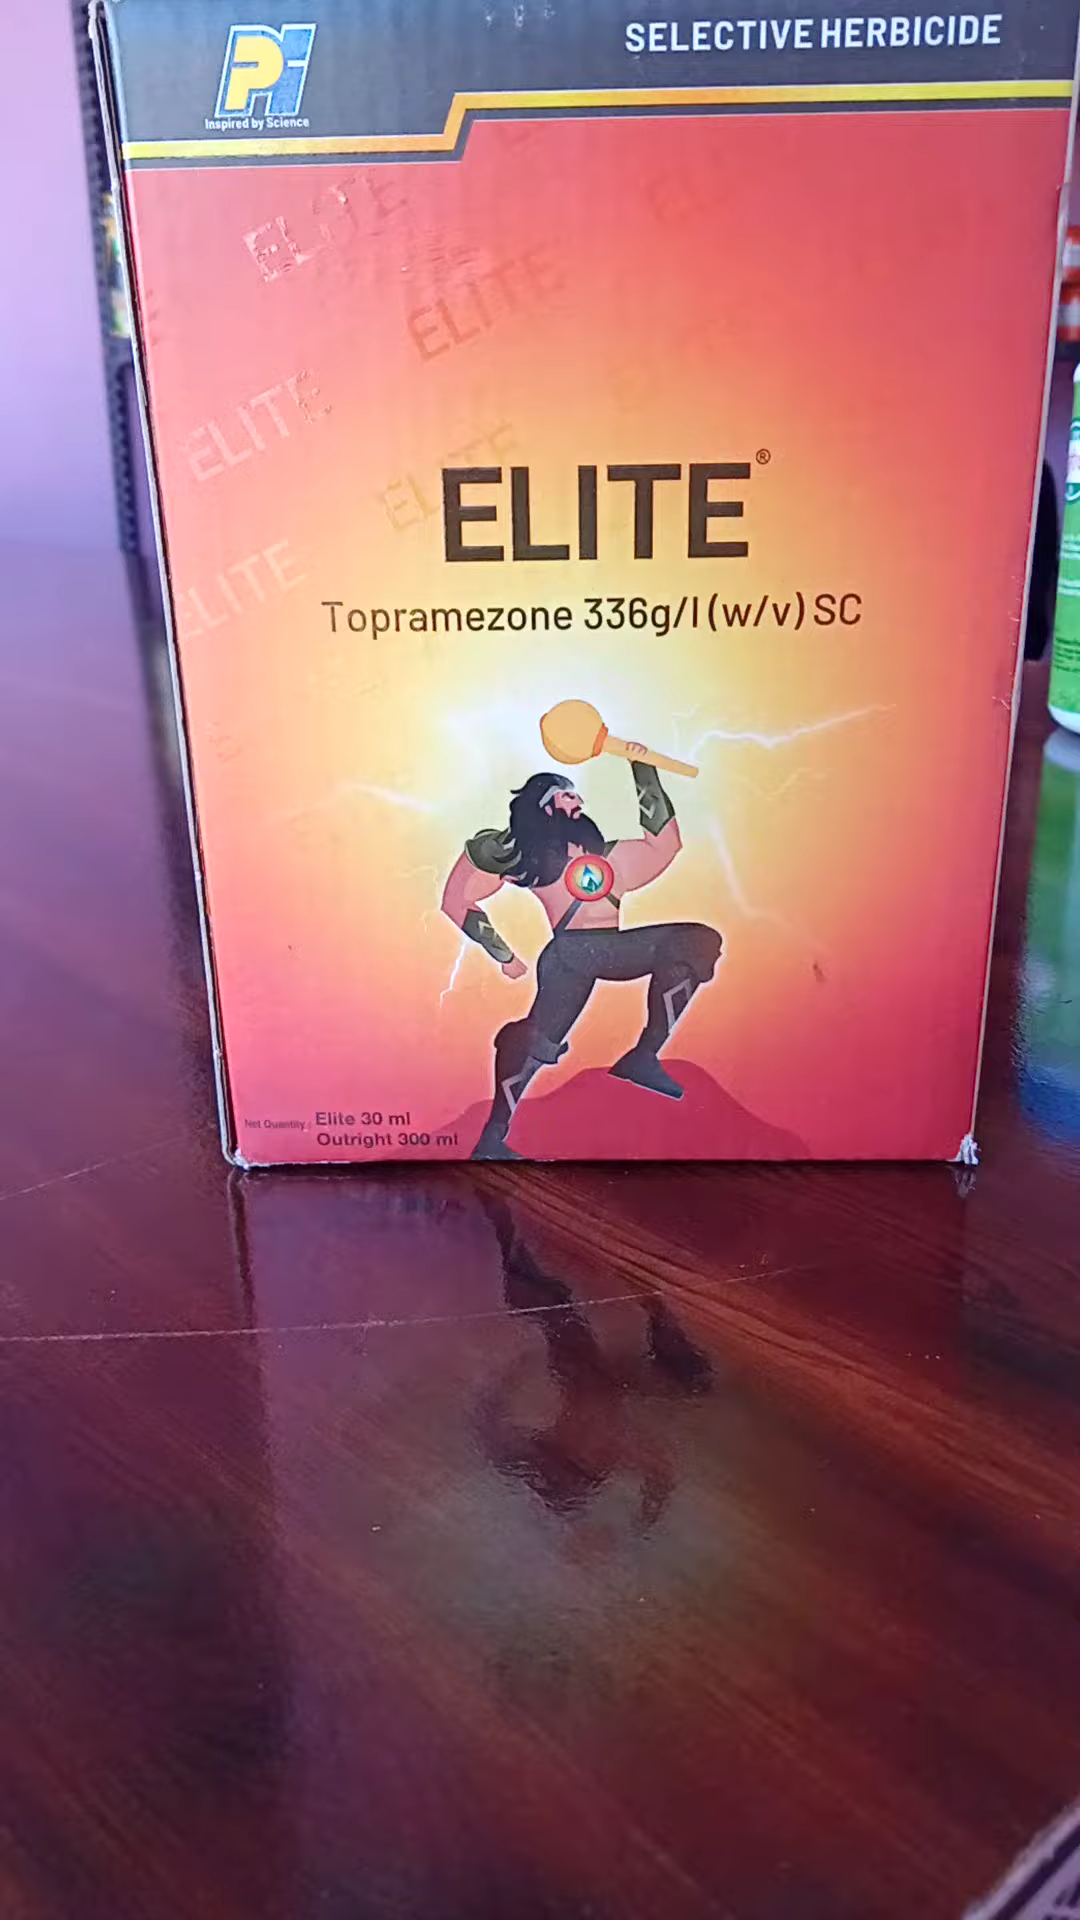 Pi
Inspired by Science
SELECTIVE HERBICIDE
ELITE
ELITE
ELITE
ELITE
ELITE
ELITE®
Topramezone 336g/l (w/v) SC
Net Quantity: Elite 30 ml
Outright 300 ml